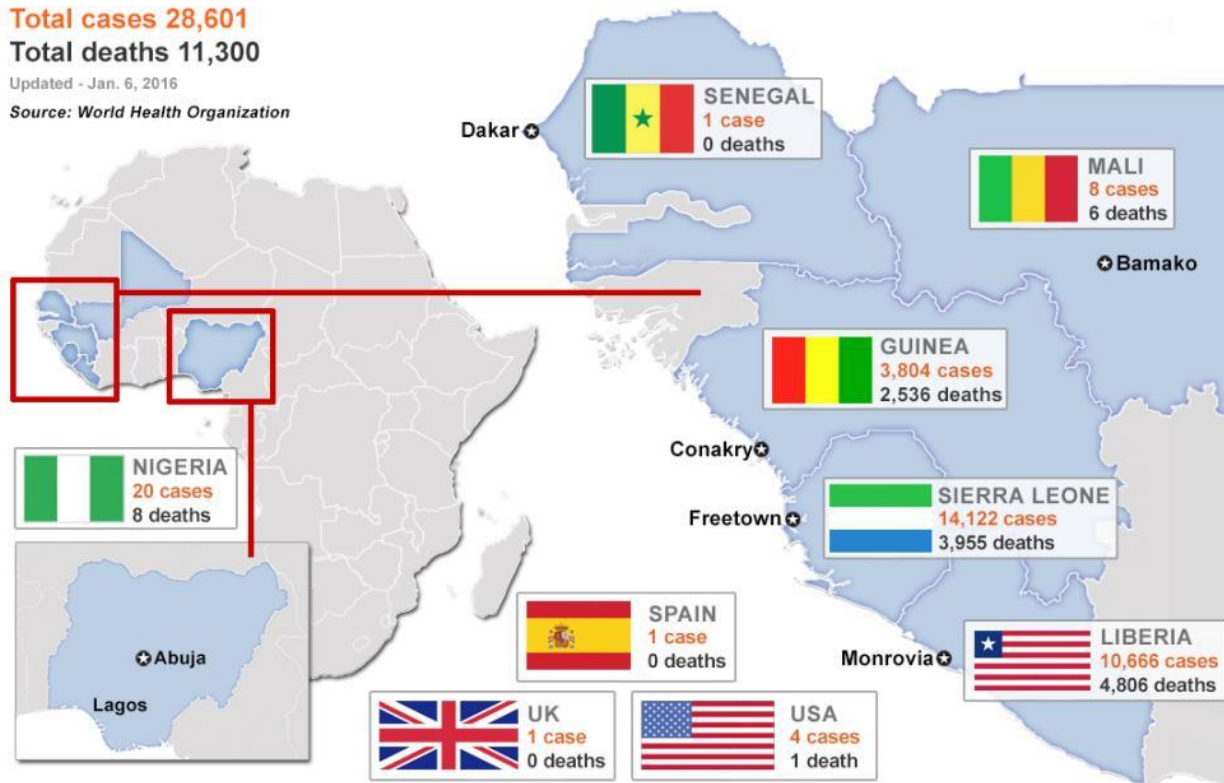 Total cases 28,601
Total deaths 11,300
Updated - Jan. 6, 2016
Source: World Health Organization
Dakar
SENEGAL
1 case
0 deaths
MALI
8 cases
6 deaths
Bamako
GUINEA
3,804 cases
2,536 deaths
Conakry
NIGERIA
20 cases
8 deaths
SIERRA LEONE
14,122 cases
3,955 deaths
Freetown
Abuja
Lagos
SPAIN
1 case
0 deaths
Monrovia
LIBERIA
10,666 cases
4,806 deaths
UK
1 case
0 deaths
USA
4 cases
1 death